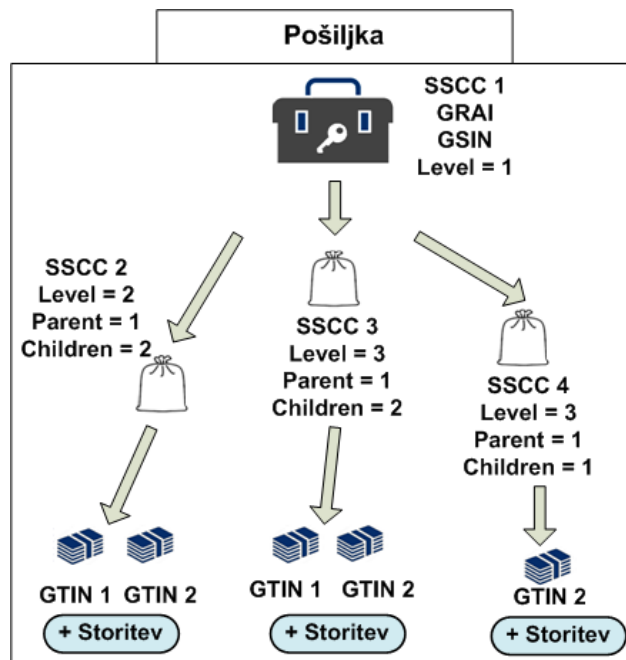 Pošiljka
SSCC 1
GRAI
GSIN
Level = 1
SSCC 2
Level = 2
Parent = 1
Children = 2
SSCC 3
Level = 3
Parent = 1
Children = 2
SSCC 4
Level = 3
Parent = 1
Children = 1
GTIN 1 GTIN 2
+ Storitev
GTIN 1 GTIN 2
+ Storitev
GTIN 2
+ Storitev